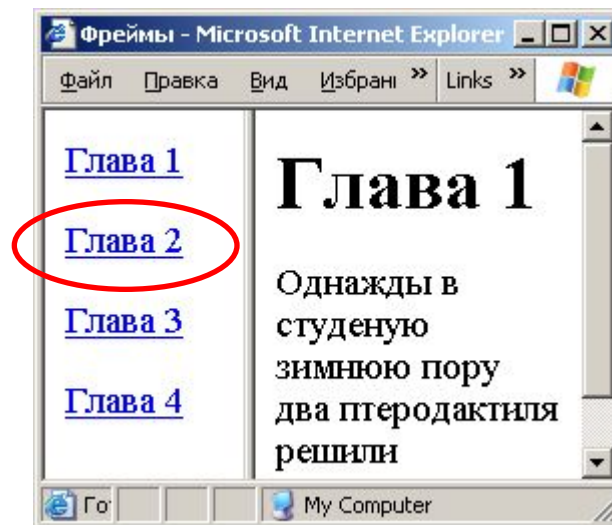 Фреймы - Microsoft Internet Explorer
Файл Правка Вид Избрані » Links »
Глава 1
Глава 2
Глава 3
Глава 4
Глава 1
Однажды в
студеную
зимнюю пору
два птеродактиля
решили
Гот My Computer